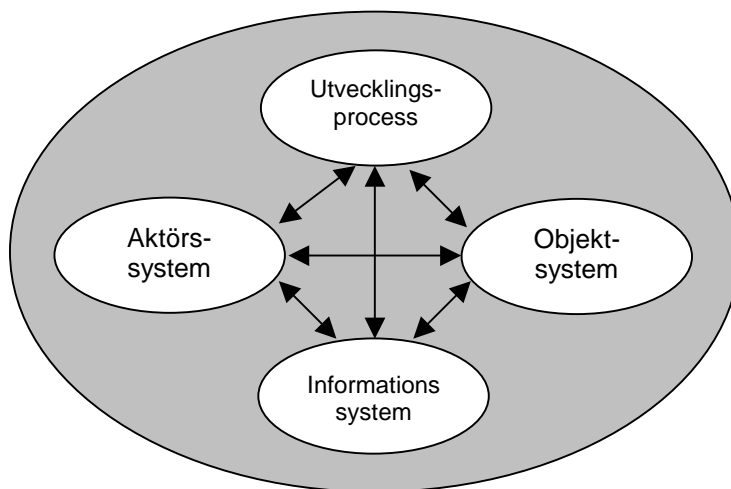 Utvecklings-
process
Aktörs-
system
Objekt-
system
Informations
system